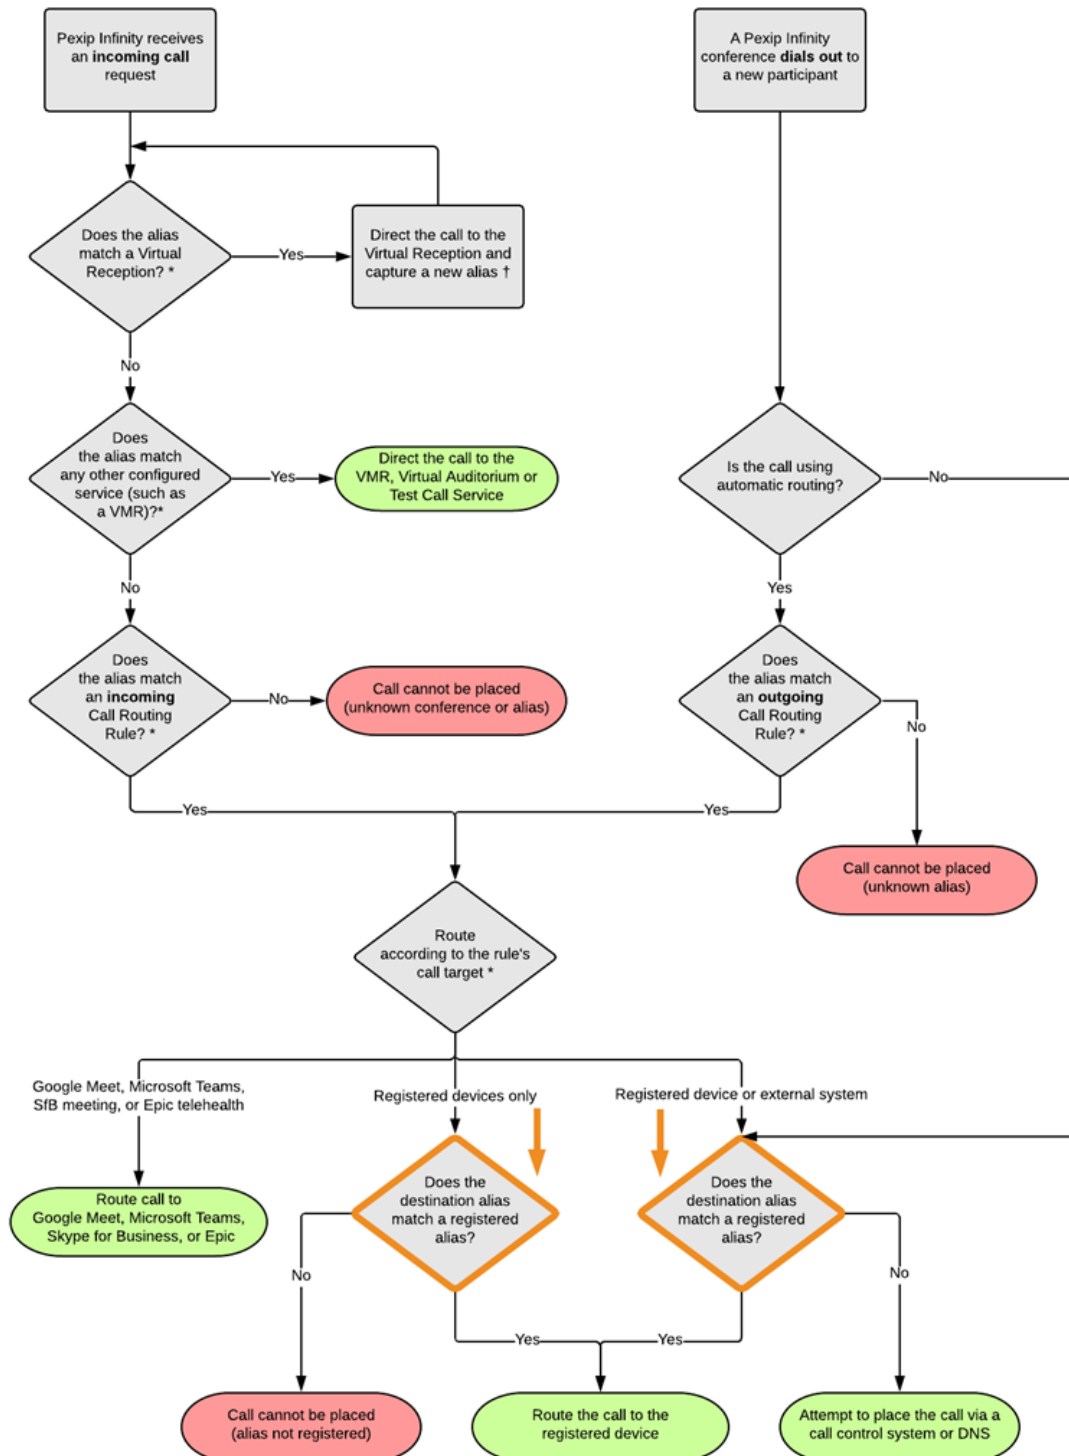 Pexip Infinity receives
an incoming call
request
A Pexip Infinity
conference dials out to
a new participant
Does the alias
match a Virtual
Reception? *
Yes
Direct the call to the
Virtual Reception and
capture a new alias †
No
Does
the alias match
any other configured
service (such as
a VMR)?*
Yes
Direct the call to the
VMR, Virtual Auditorium or
Test Call Service
Is the call using
automatic routing?
No
No
Yes
Does
the alias match
an incoming
Call Routing
Rule? *
No
Call cannot be placed
(unknown conference or alias)
Does
the alias match
an outgoing
Call Routing
Rule? *
No
Yes
Yes
Call cannot be placed
(unknown alias)
Route
according to the rule's
call target *
Google Meet, Microsoft Teams,
SfB meeting, or Epic telehealth
Registered devices only
Registered device or external system
Route call to
Google Meet, Microsoft Teams,
Skype for Business, or Epic
Does the
destination alias
match a registered
alias?
Does the
destination alias
match a registered
alias?
No
No
Yes
Yes
Call cannot be placed
(alias not registered)
Route the call to the
registered device
Attempt to place the call via a
call control system or DNS